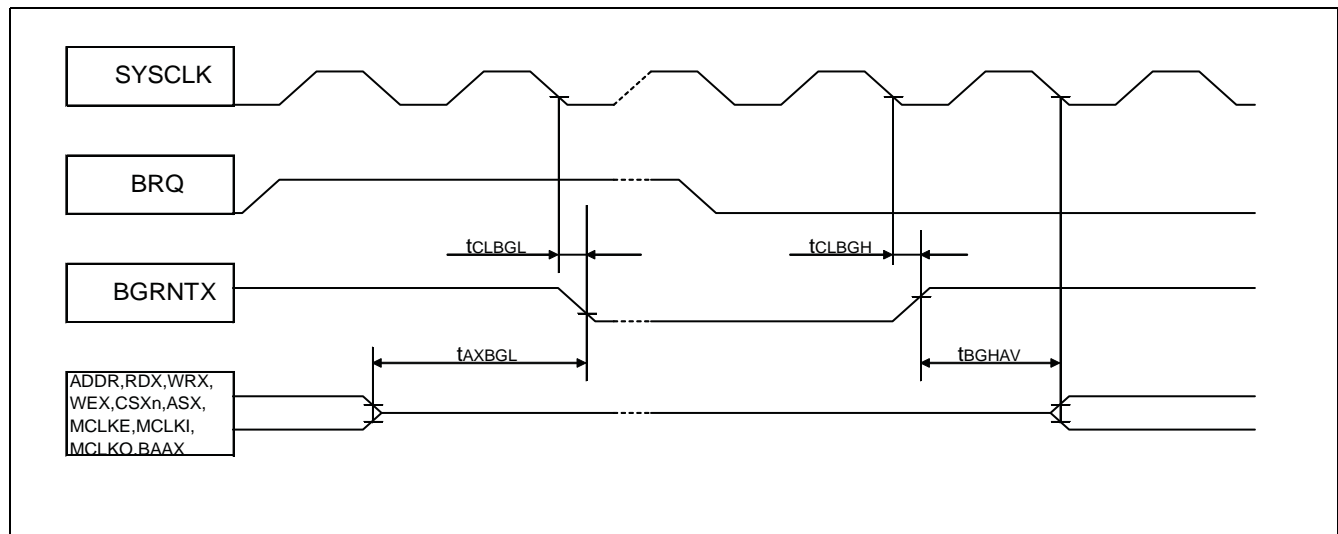 SYSCLK
BRQ
tCLBGL
tCLBGH
BGRNTX
tAXBGL
tBGHAV
ADDR,RDX,WRX,
WEX,CSXn,ASX,
MCLKE,MCLKI,
MCLKO,BAAX